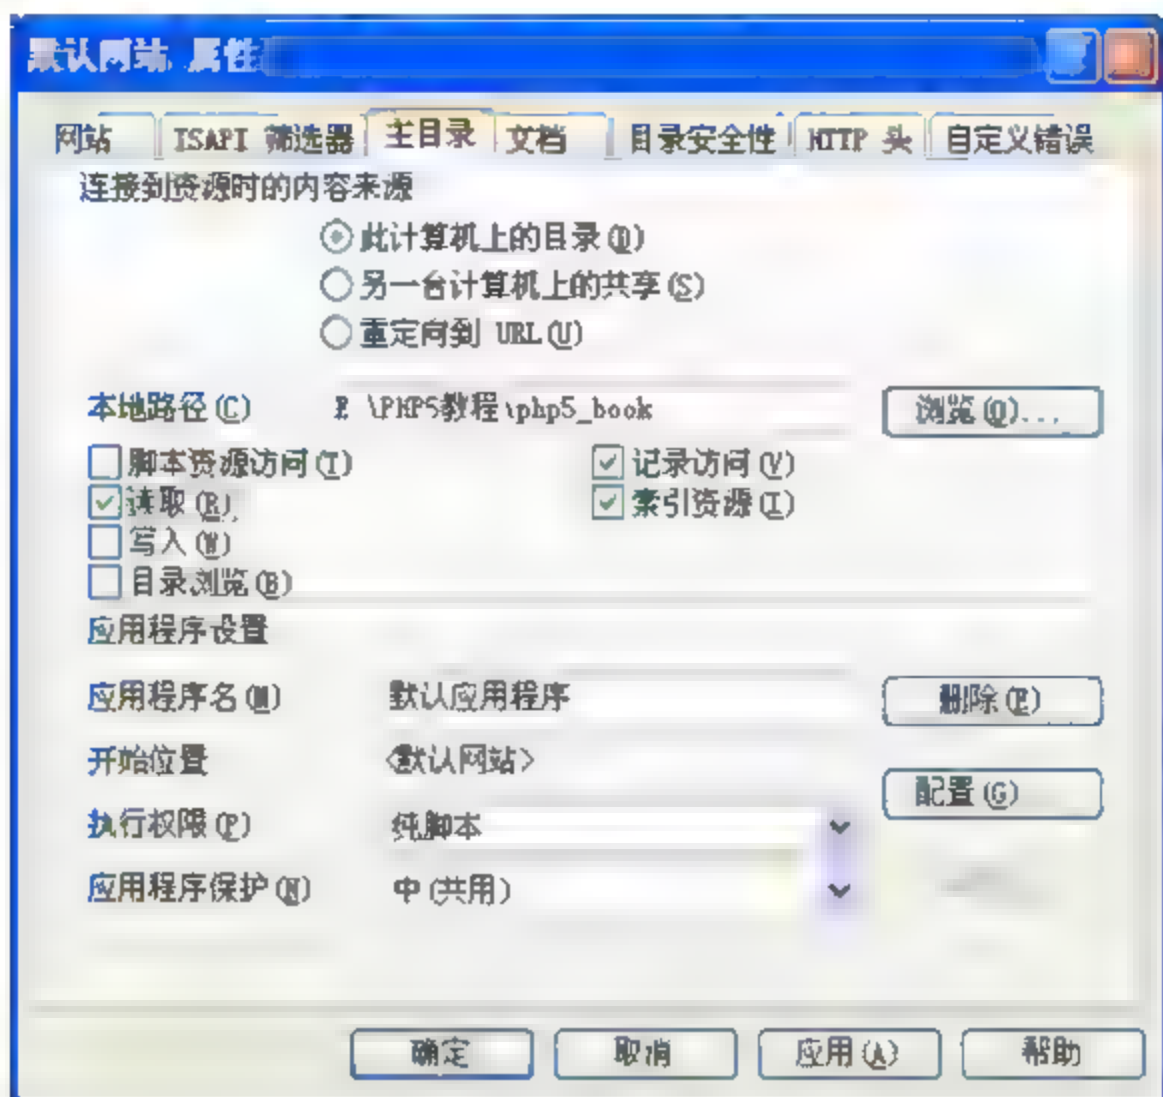 默认网站 属性
网站 ISAPI 筛选器 主目录 文档 目录安全性 HTTP 头 自定义错误
连接到资源时的内容来源
此计算机上的目录(D)
另一台计算机上的共享(S)
重定向到 URL(U)
本地路径(C) E \PHP5教程\php5_book 浏览(O)...
脚本资源访问(T) 记录访问(V)
读取(R) 索引资源(I)
写入(W)
目录浏览(B)
应用程序设置
应用程序名(M) 默认应用程序 删除(E)
开始位置 <默认网站>
配置(G)
执行权限(P) 纯脚本
应用程序保护(N) 中(共用)
确定 取消 应用(A) 帮助